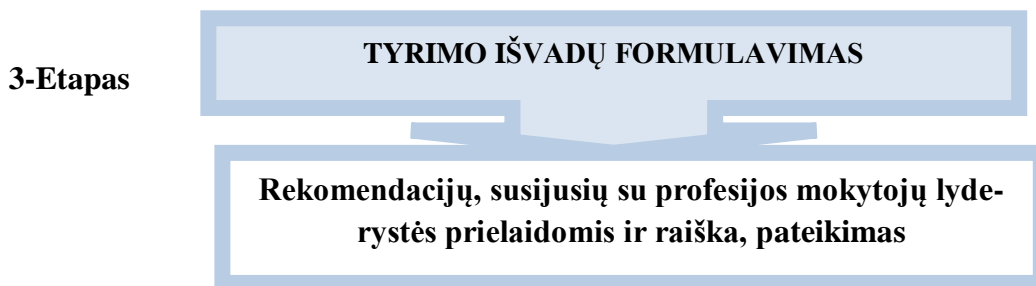 TYRIMO IŠVADŲ FORMULAVIMAS
3-Etapas
Rekomendacijų, susijusių su profesijos mokytojų lyde-
rystės prielaidomis ir raiška, pateikimas